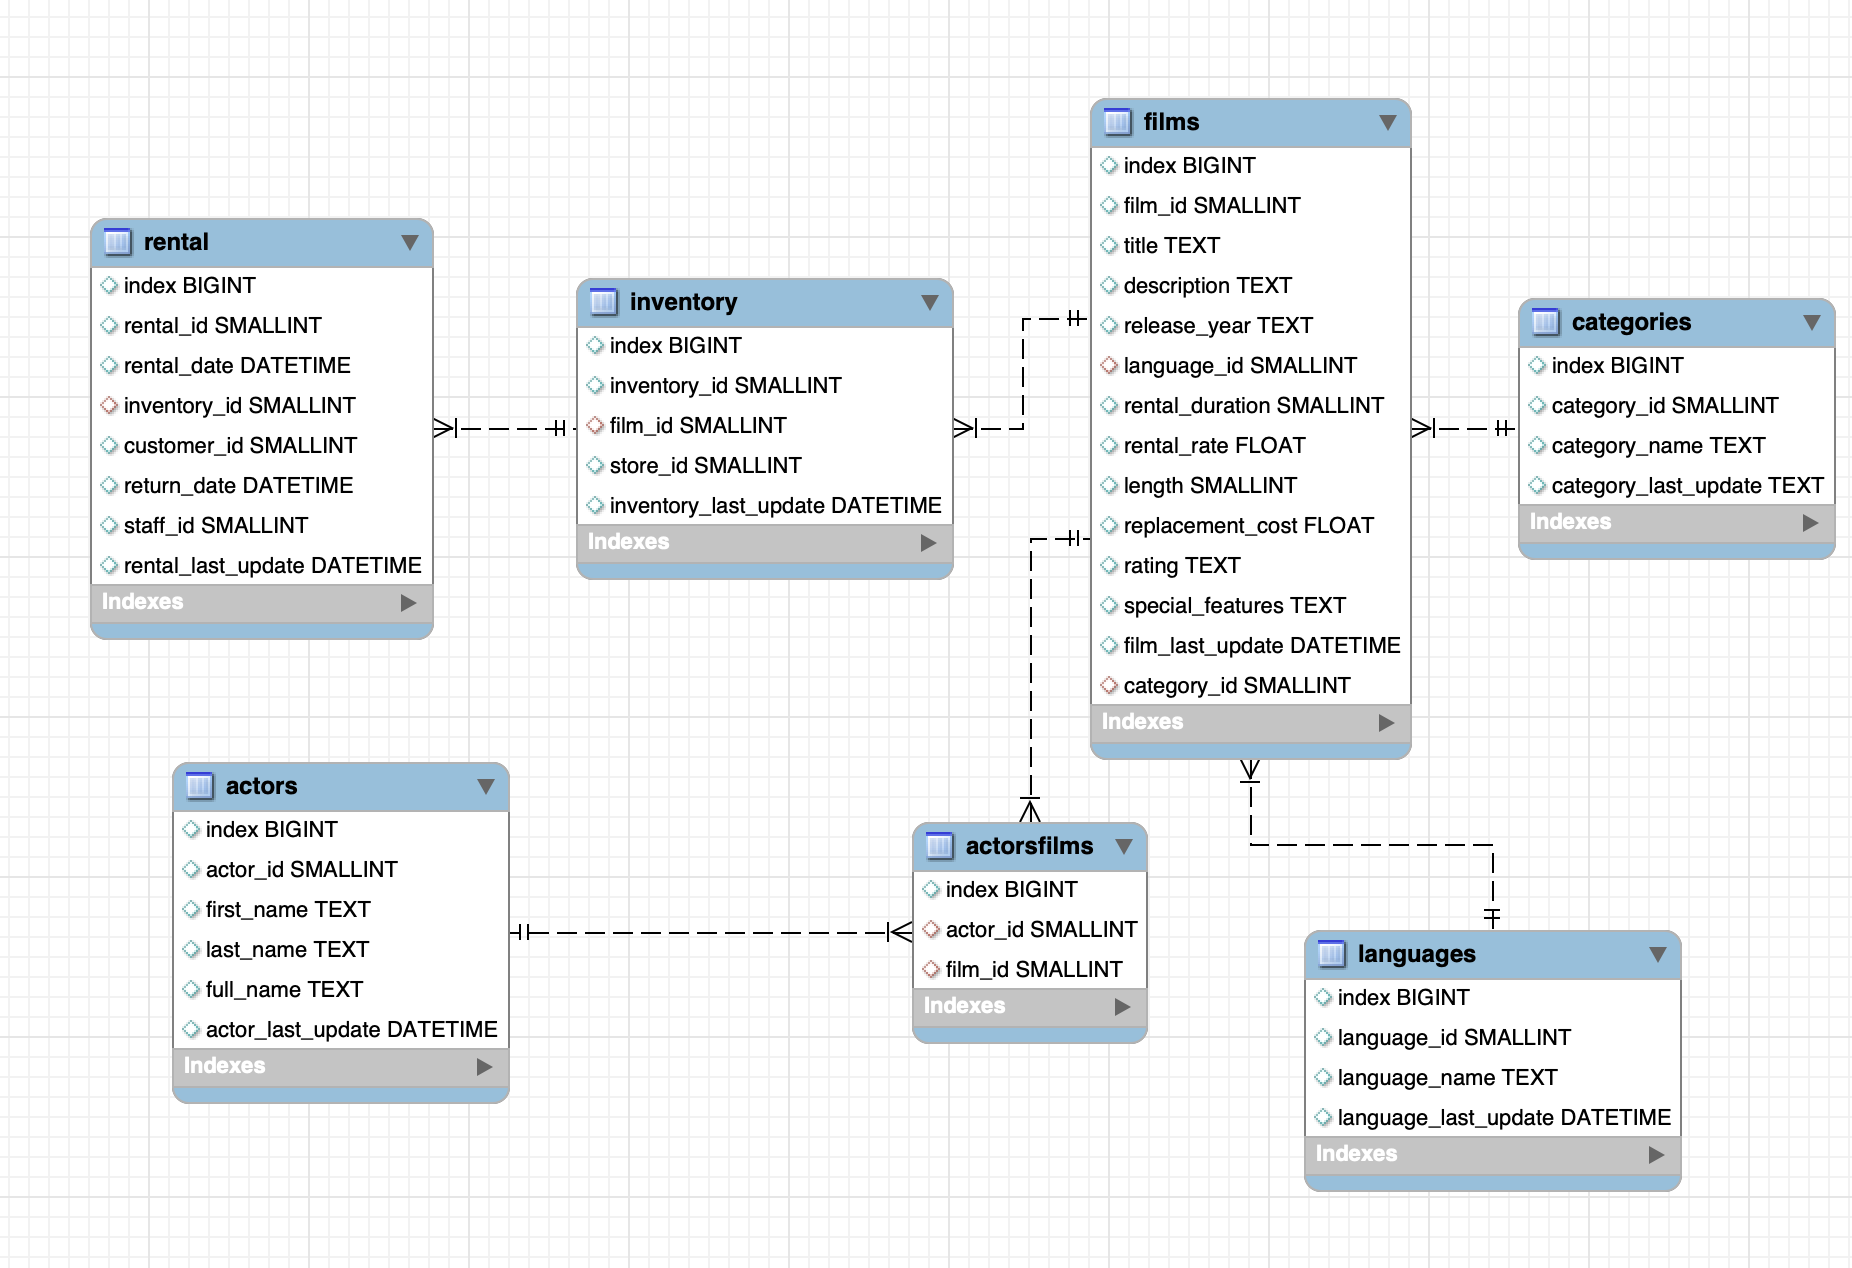 films
index BIGINT
film_id SMALLINT
title TEXT
description TEXT
release_year TEXT
language_id SMALLINT
rental_duration SMALLINT
rental_rate FLOAT
length SMALLINT
replacement_cost FLOAT
rating TEXT
special_features TEXT
film_last_update DATETIME
category_id SMALLINT
Indexes
rental
index BIGINT
rental_id SMALLINT
rental_date DATETIME
inventory_id SMALLINT
customer_id SMALLINT
return_date DATETIME
staff_id SMALLINT
rental_last_update DATETIME
Indexes
inventory
index BIGINT
inventory_id SMALLINT
film_id SMALLINT
store_id SMALLINT
inventory_last_update DATETIME
Indexes
categories
index BIGINT
category_id SMALLINT
category_name TEXT
category_last_update TEXT
Indexes
actors
index BIGINT
actor_id SMALLINT
first_name TEXT
last_name TEXT
full_name TEXT
actor_last_update DATETIME
Indexes
actorsfilms
index BIGINT
actor_id SMALLINT
film_id SMALLINT
Indexes
languages
index BIGINT
language_id SMALLINT
language_name TEXT
language_last_update DATETIME
Indexes